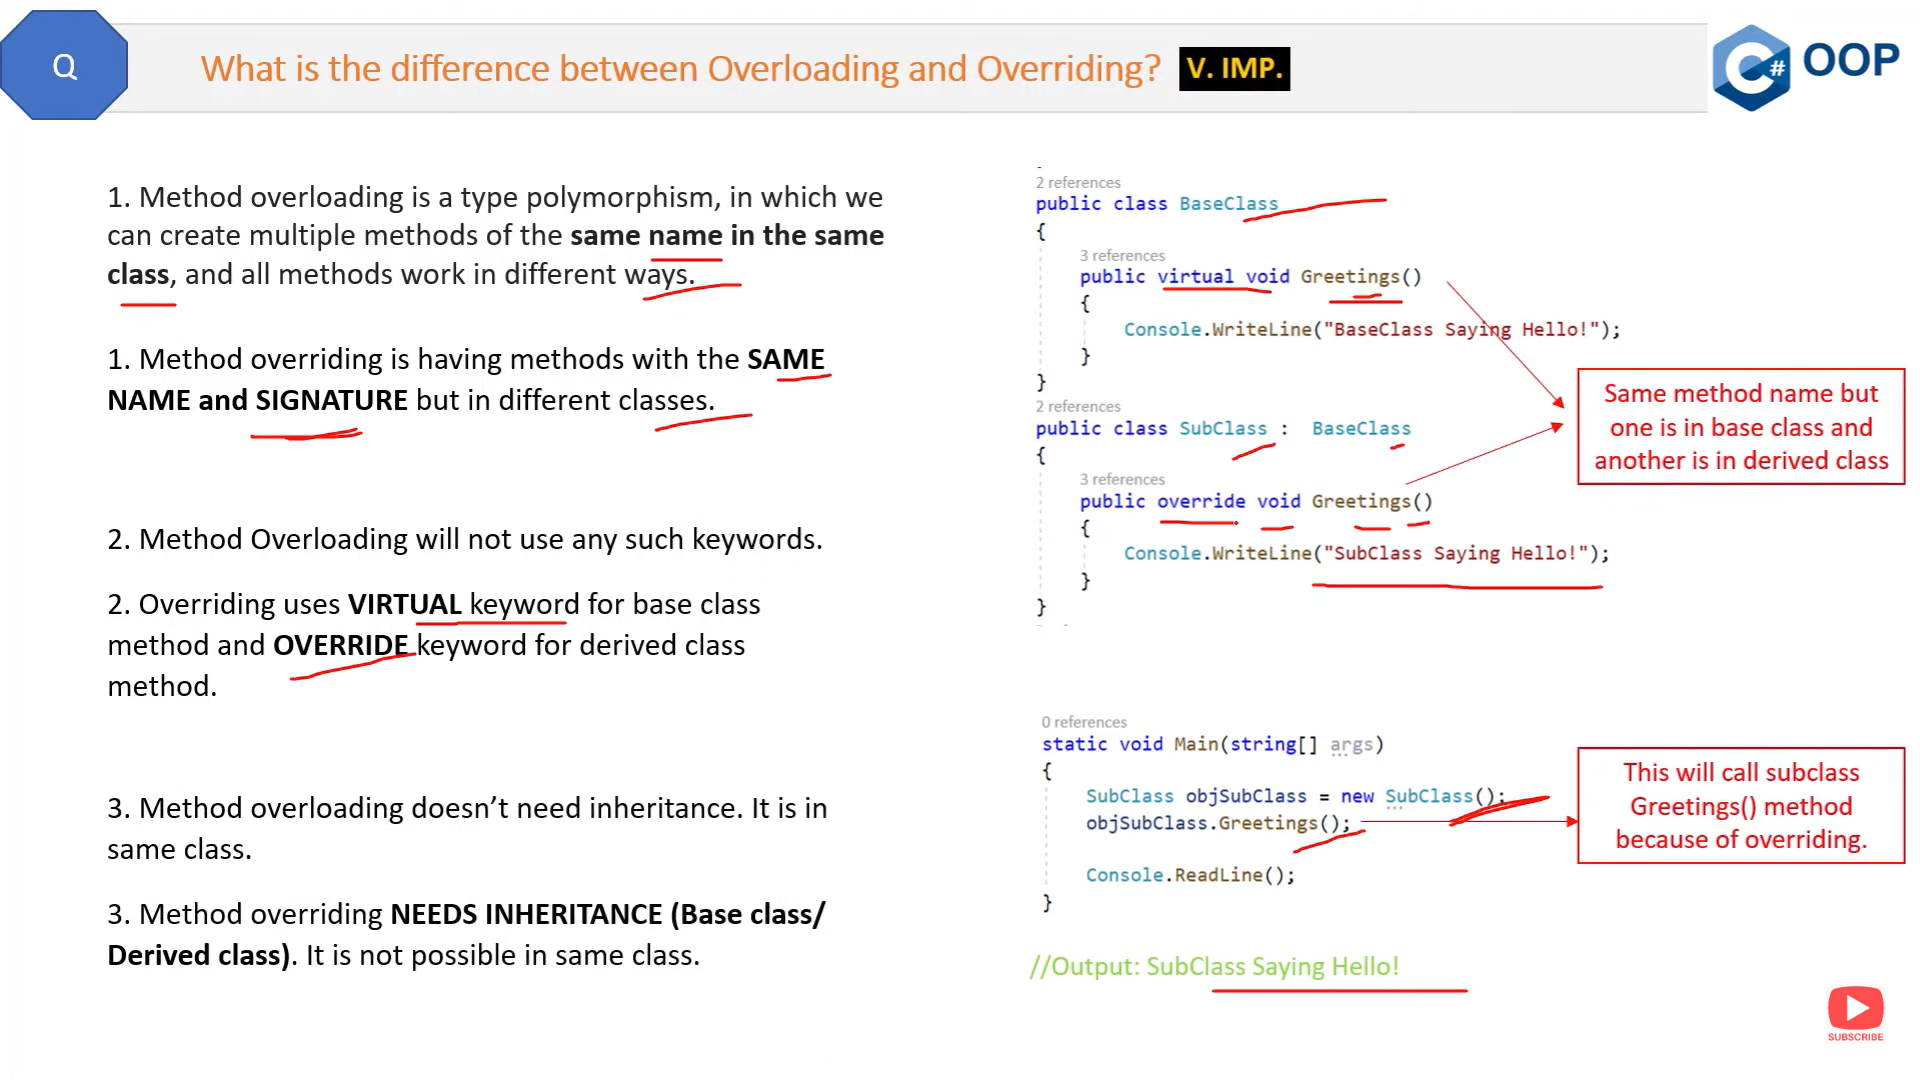 Q
What is the difference between Overloading and Overriding?
V. IMP.
C#
OOP
1. Method overloading is a type polymorphism, in which we
can create multiple methods of the same name in the same
class, and all methods work in different ways.
1. Method overriding is having methods with the SAME
NAME and SIGNATURE but in different classes.
2. Method Overloading will not use any such keywords.
2. Overriding uses VIRTUAL keyword for base class
method and OVERRIDE keyword for derived class
method.
3. Method overloading doesn’t need inheritance. It is in
same class.
3. Method overriding NEEDS INHERITANCE (Base class/
Derived class). It is not possible in same class.
2 references
public class BaseClass
{
3 references
public virtual void Greetings()
{
Console.WriteLine("BaseClass Saying Hello!");
}
}
2 references
public class SubClass : BaseClass
{
3 references
public override void Greetings()
{
Console.WriteLine("SubClass Saying Hello!");
}
}
Same method name but
one is in base class and
another is in derived class
0 references
static void Main(string[] args)
{
SubClass objSubClass = new SubClass();
objSubClass.Greetings();
Console.ReadLine();
}
This will call subclass
Greetings() method
because of overriding.
//Output: SubClass Saying Hello!
SUBSCRIBE